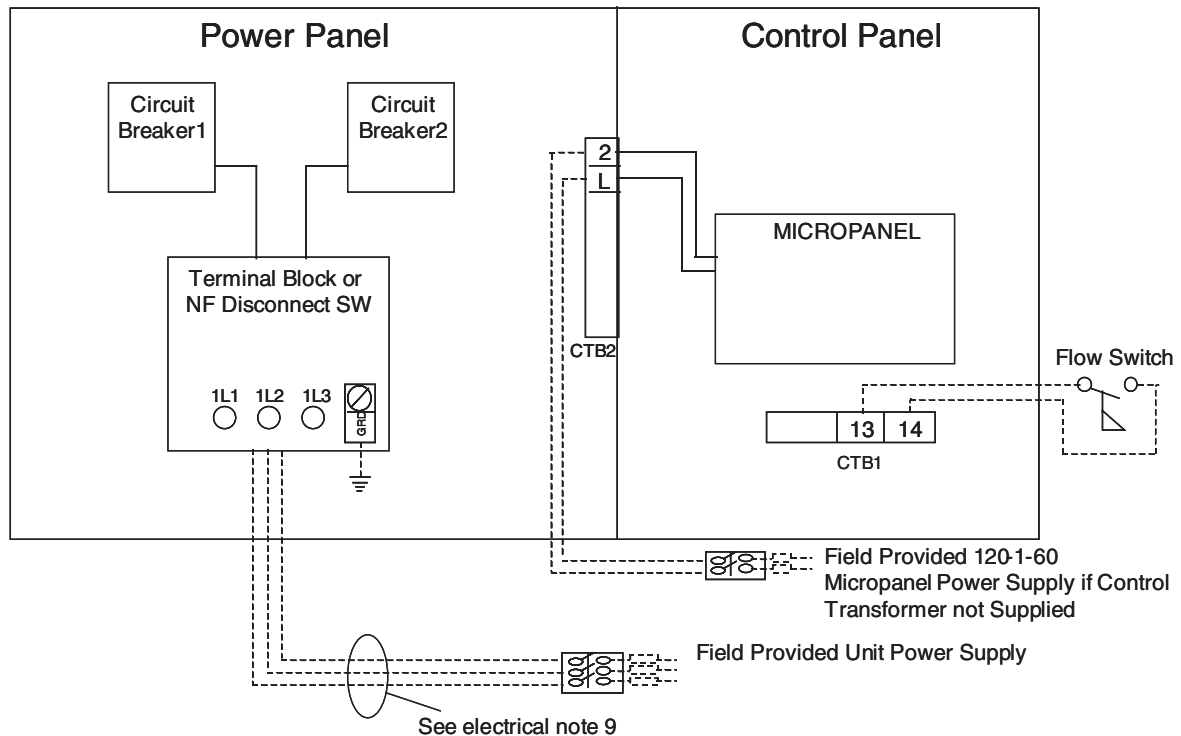 Power Panel
Control Panel
Circuit
Breaker1
Circuit
Breaker2
2
L
MICROPANEL
Terminal Block or
NF Disconnect SW
CTB2
Flow Switch
1L1
1L2
1L3
GRD
13
14
CTB1
Field Provided 120-1-60
Micropanel Power Supply if Control
Transformer not Supplied
Field Provided Unit Power Supply
See electrical note 9